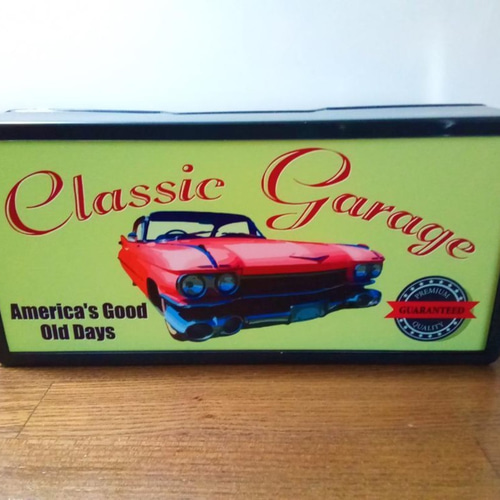 Classic Garage
America's Good
Old Days
PREMIUM
GUARANTEED
QUALITY